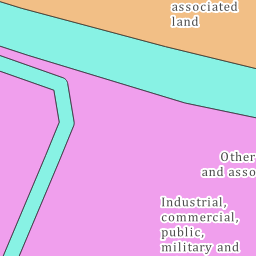 associated
land
Other
and asso
Industrial,
commercial,
public,
military and